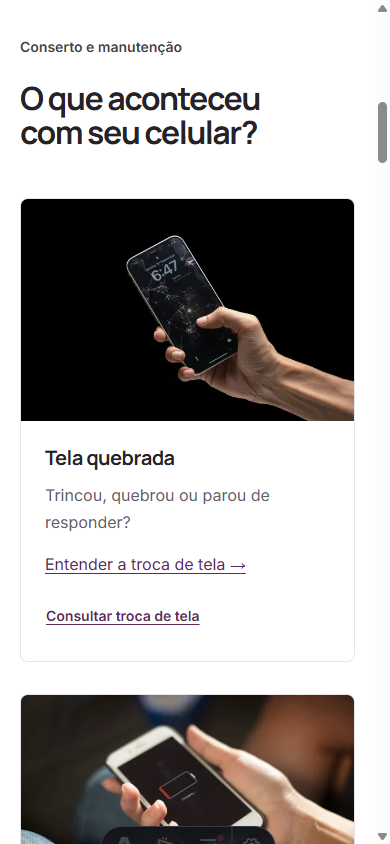 Conserto e manutenção
O que aconteceu
com seu celular?
6:47
Tela quebrada
Trincou, quebrou ou parou de
responder?
Entender a troca de tela →
Consultar troca de tela